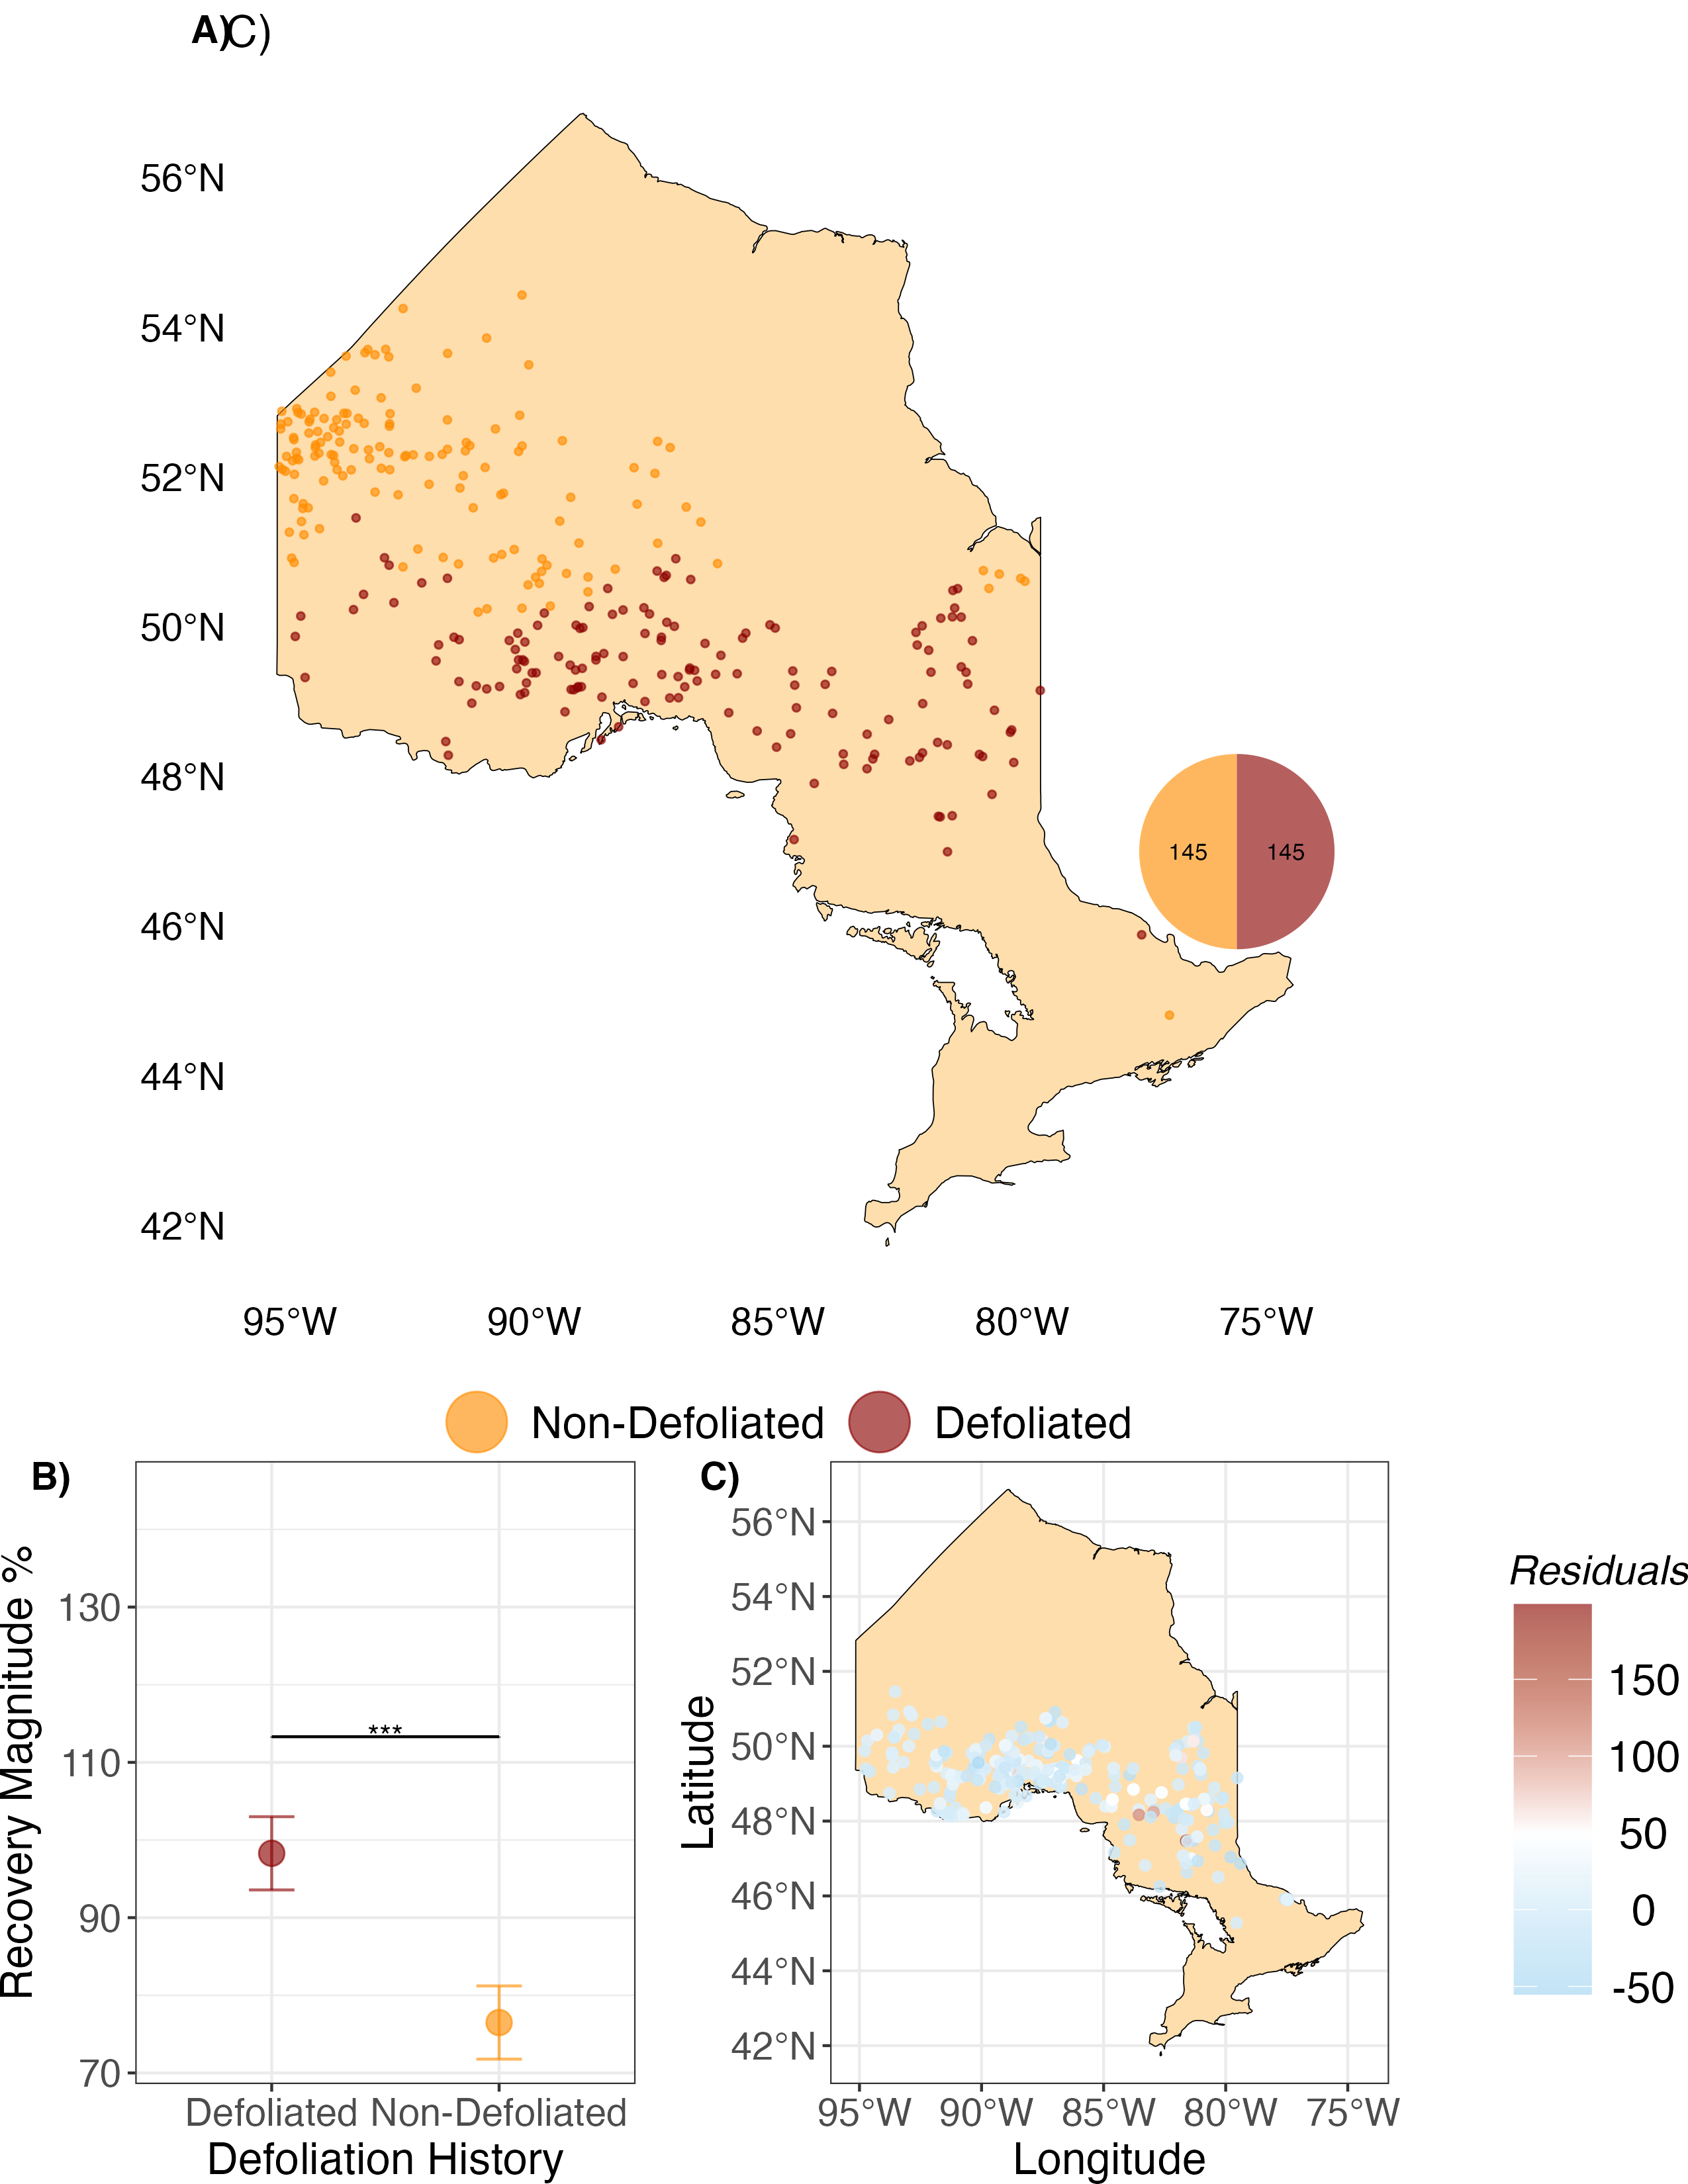 A)C)
56°N
54°N
52°N
50°N
48°N
46°N
44°N
42°N
145 145
95°W 90°W 85°W 80°W 75°W
Non-Defoliated Defoliated
B)
Recovery Magnitude %
130
110
90
70
***
Defoliated Non-Defoliated
Defoliation History
C)
Latitude
56°N
54°N
52°N
50°N
48°N
46°N
44°N
42°N
95°W 90°W 85°W 80°W 75°W
Longitude
Residuals
150
100
50
0
-50